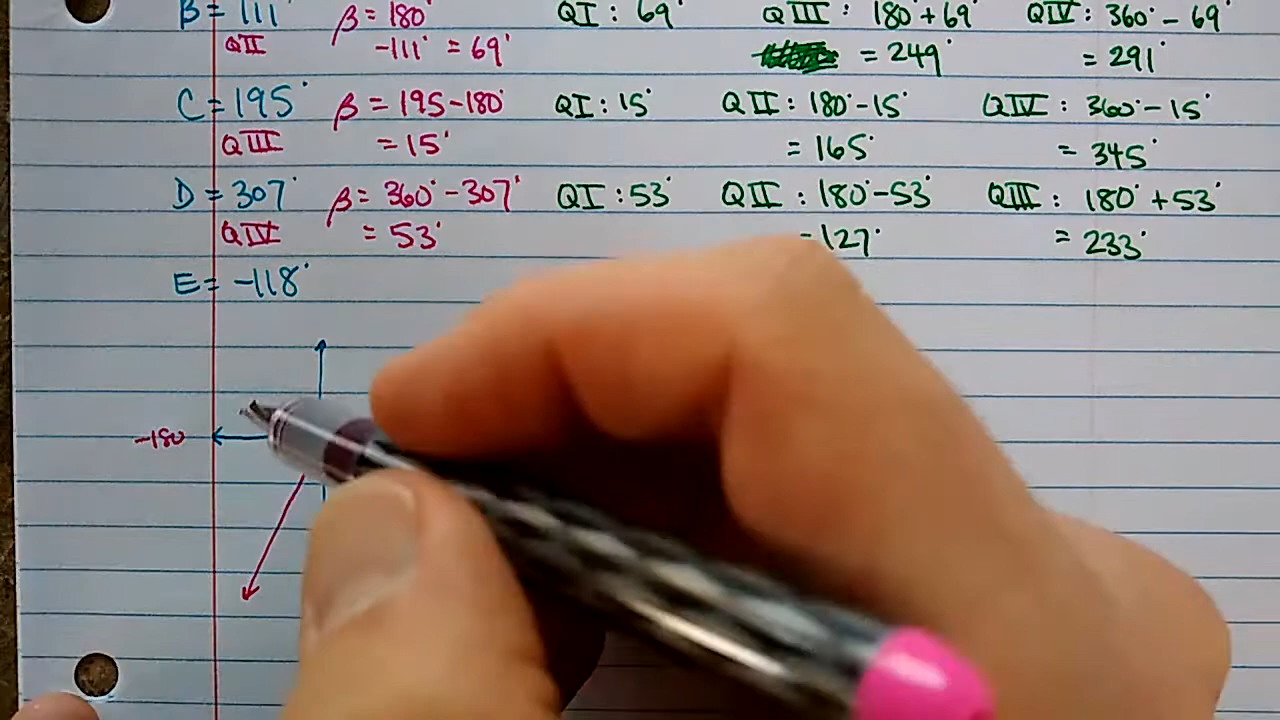 B = 111° β = 180° QI : 69° QIII : 180° + 69° QIV : 360° - 69°
QII -111° = 69° = 249° = 291°
C = 195° β = 195 - 180° QI : 15° QII : 180° - 15° QIV : 360° - 15°
QIII = 15° = 165° = 345°
D = 307° β = 360° - 307° QI : 53° QII : 180° - 53° QIII : 180° + 53°
QIV = 53° = 127° = 233°
E = -118°
-180